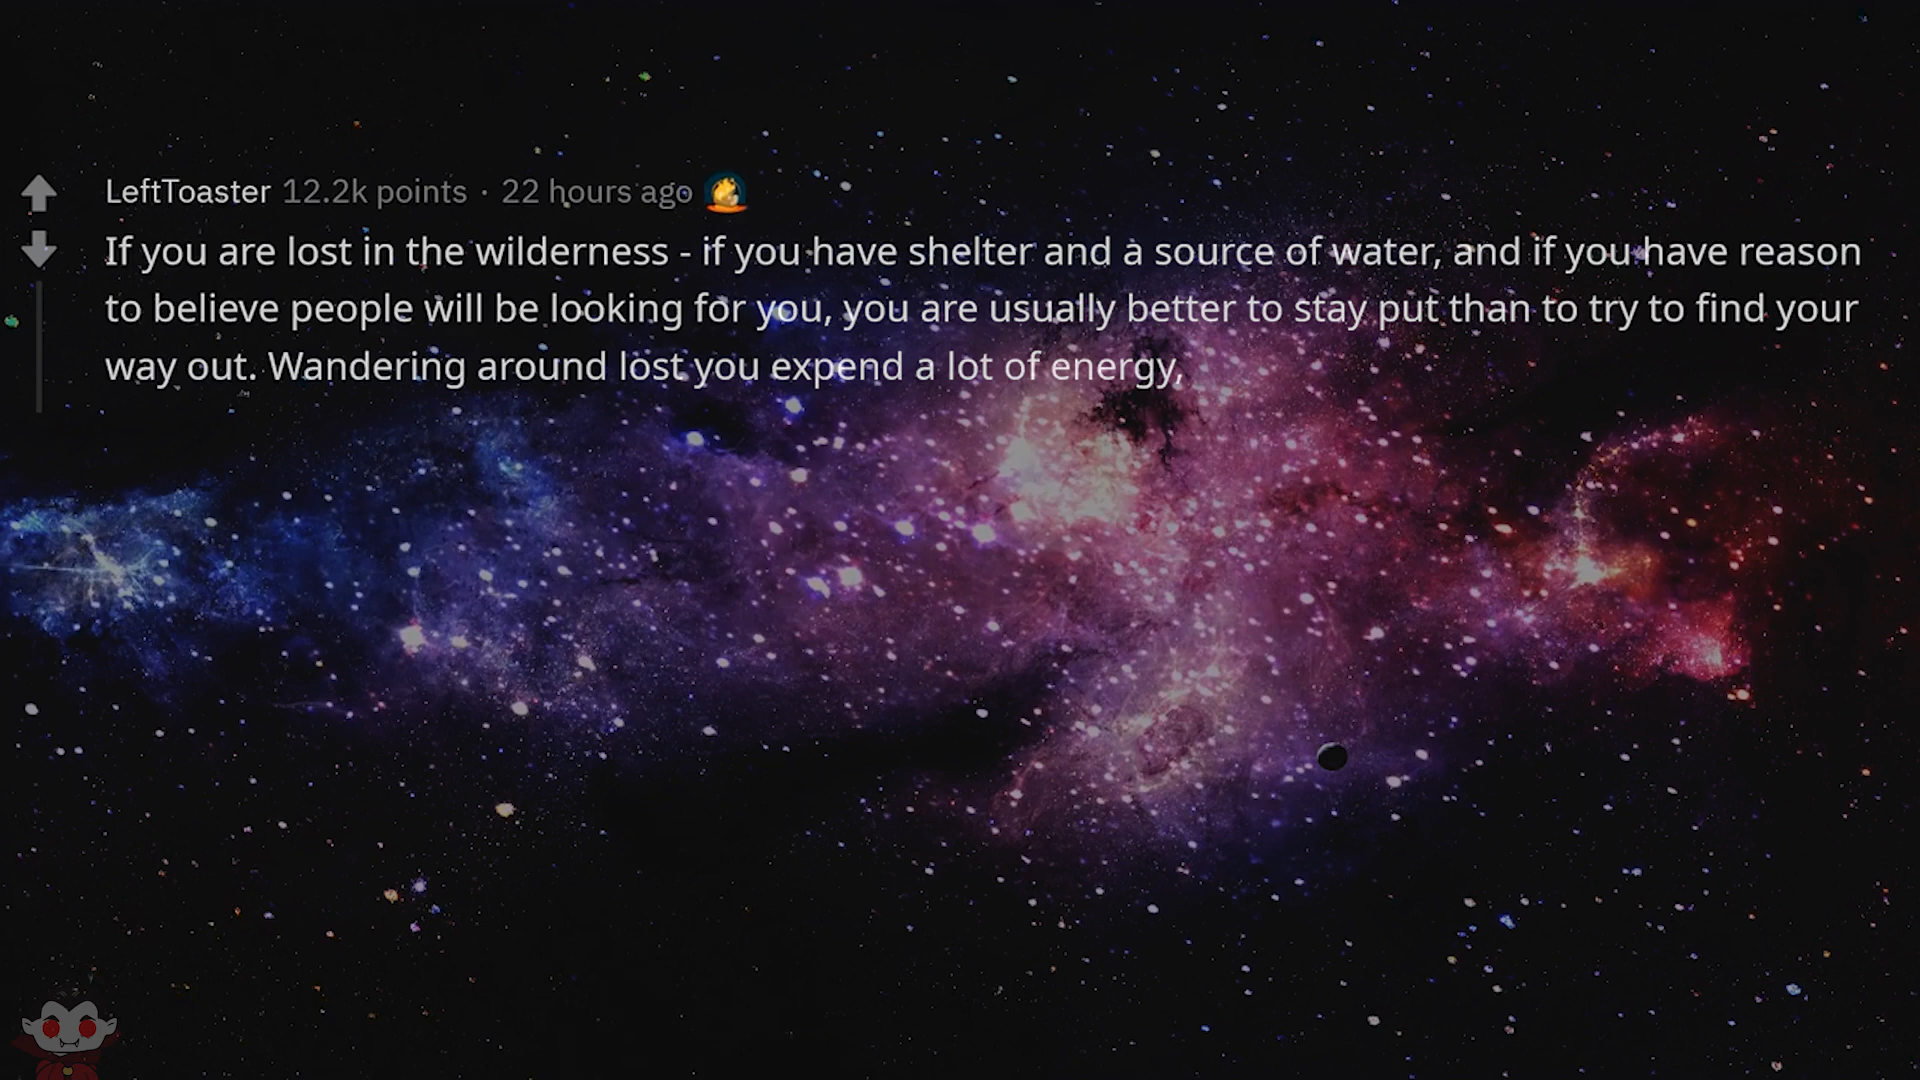 LeftToaster 12.2k points · 22 hours ago
If you are lost in the wilderness - if you have shelter and a source of water, and if you have reason
to believe people will be looking for you, you are usually better to stay put than to try to find your
way out. Wandering around lost you expend a lot of energy,